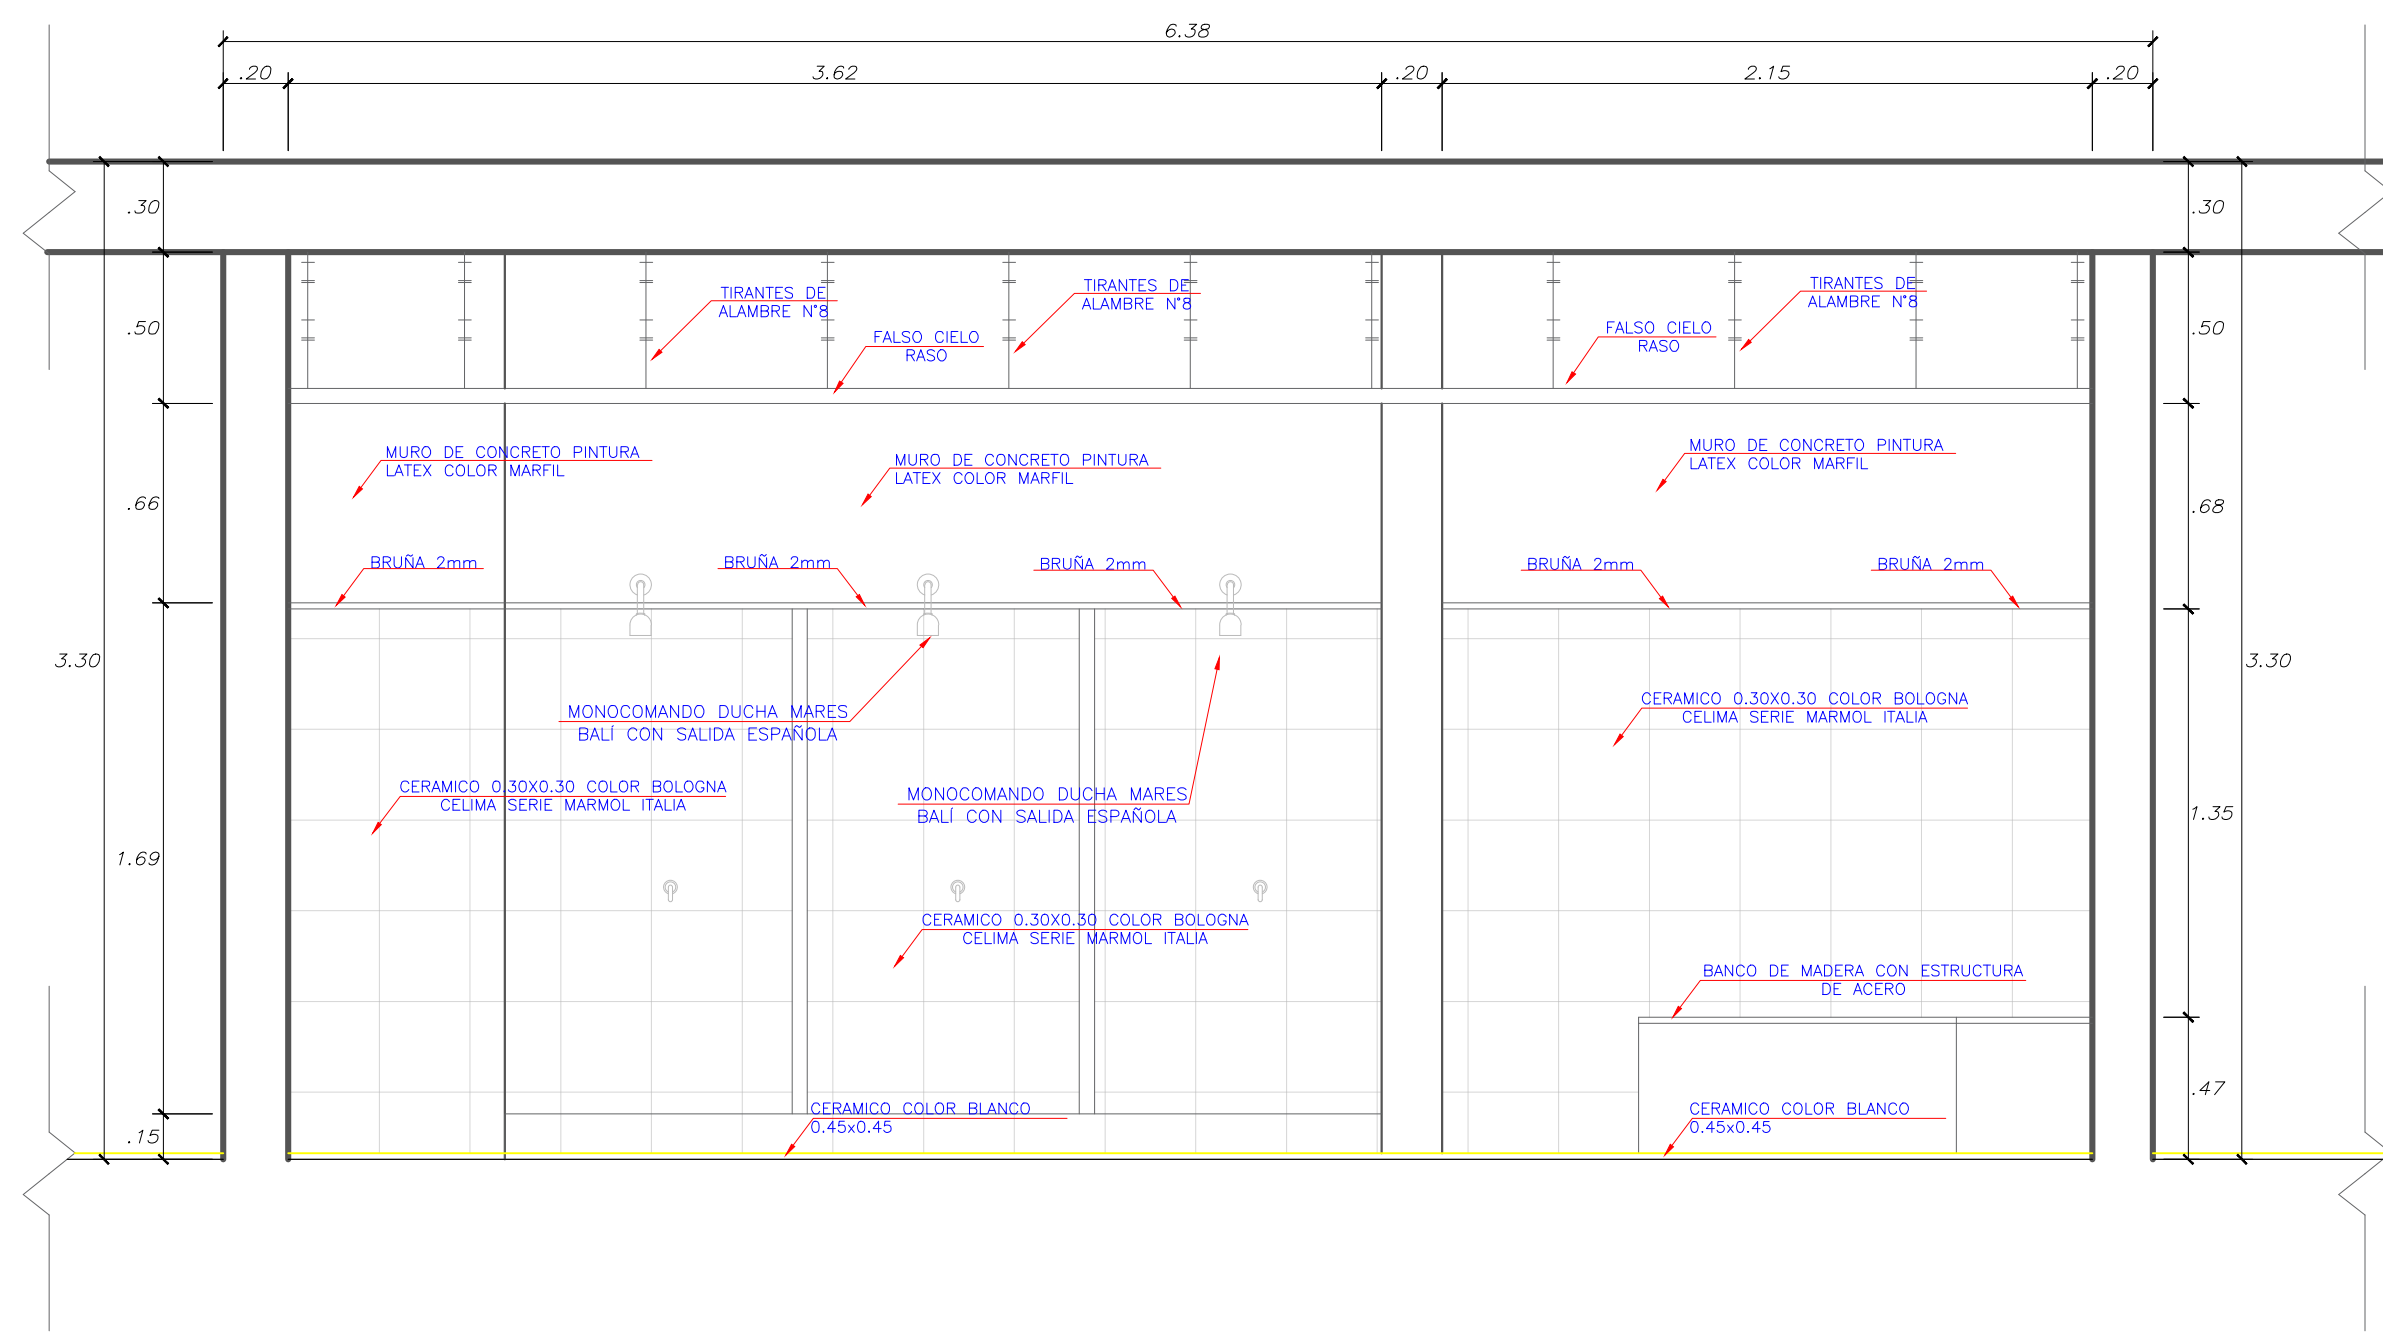 6.38
.20
3.62
.20
2.15
.20
.30
.30
TIRANTES DE
ALAMBRE N°8
TIRANTES DE
ALAMBRE N°8
TIRANTES DE
ALAMBRE N°8
.50
FALSO CIELO
RASO
FALSO CIELO
RASO
.50
MURO DE CONCRETO PINTURA
LATEX COLOR MARFIL
MURO DE CONCRETO PINTURA
LATEX COLOR MARFIL
MURO DE CONCRETO PINTURA
LATEX COLOR MARFIL
.66
.68
BRUÑA 2mm
BRUÑA 2mm
BRUÑA 2mm
BRUÑA 2mm
BRUÑA 2mm
3.30
3.30
MONOCOMANDO DUCHA MARES
BALÍ CON SALIDA ESPAÑOLA
CERAMICO 0.30X0.30 COLOR BOLOGNA
CELIMA SERIE MARMOL ITALIA
CERAMICO 0.30X0.30 COLOR BOLOGNA
CELIMA SERIE MARMOL ITALIA
MONOCOMANDO DUCHA MARES
BALÍ CON SALIDA ESPAÑOLA
1.35
1.69
CERAMICO 0.30X0.30 COLOR BOLOGNA
CELIMA SERIE MARMOL ITALIA
BANCO DE MADERA CON ESTRUCTURA
DE ACERO
.47
.15
CERAMICO COLOR BLANCO
0.45x0.45
CERAMICO COLOR BLANCO
0.45x0.45